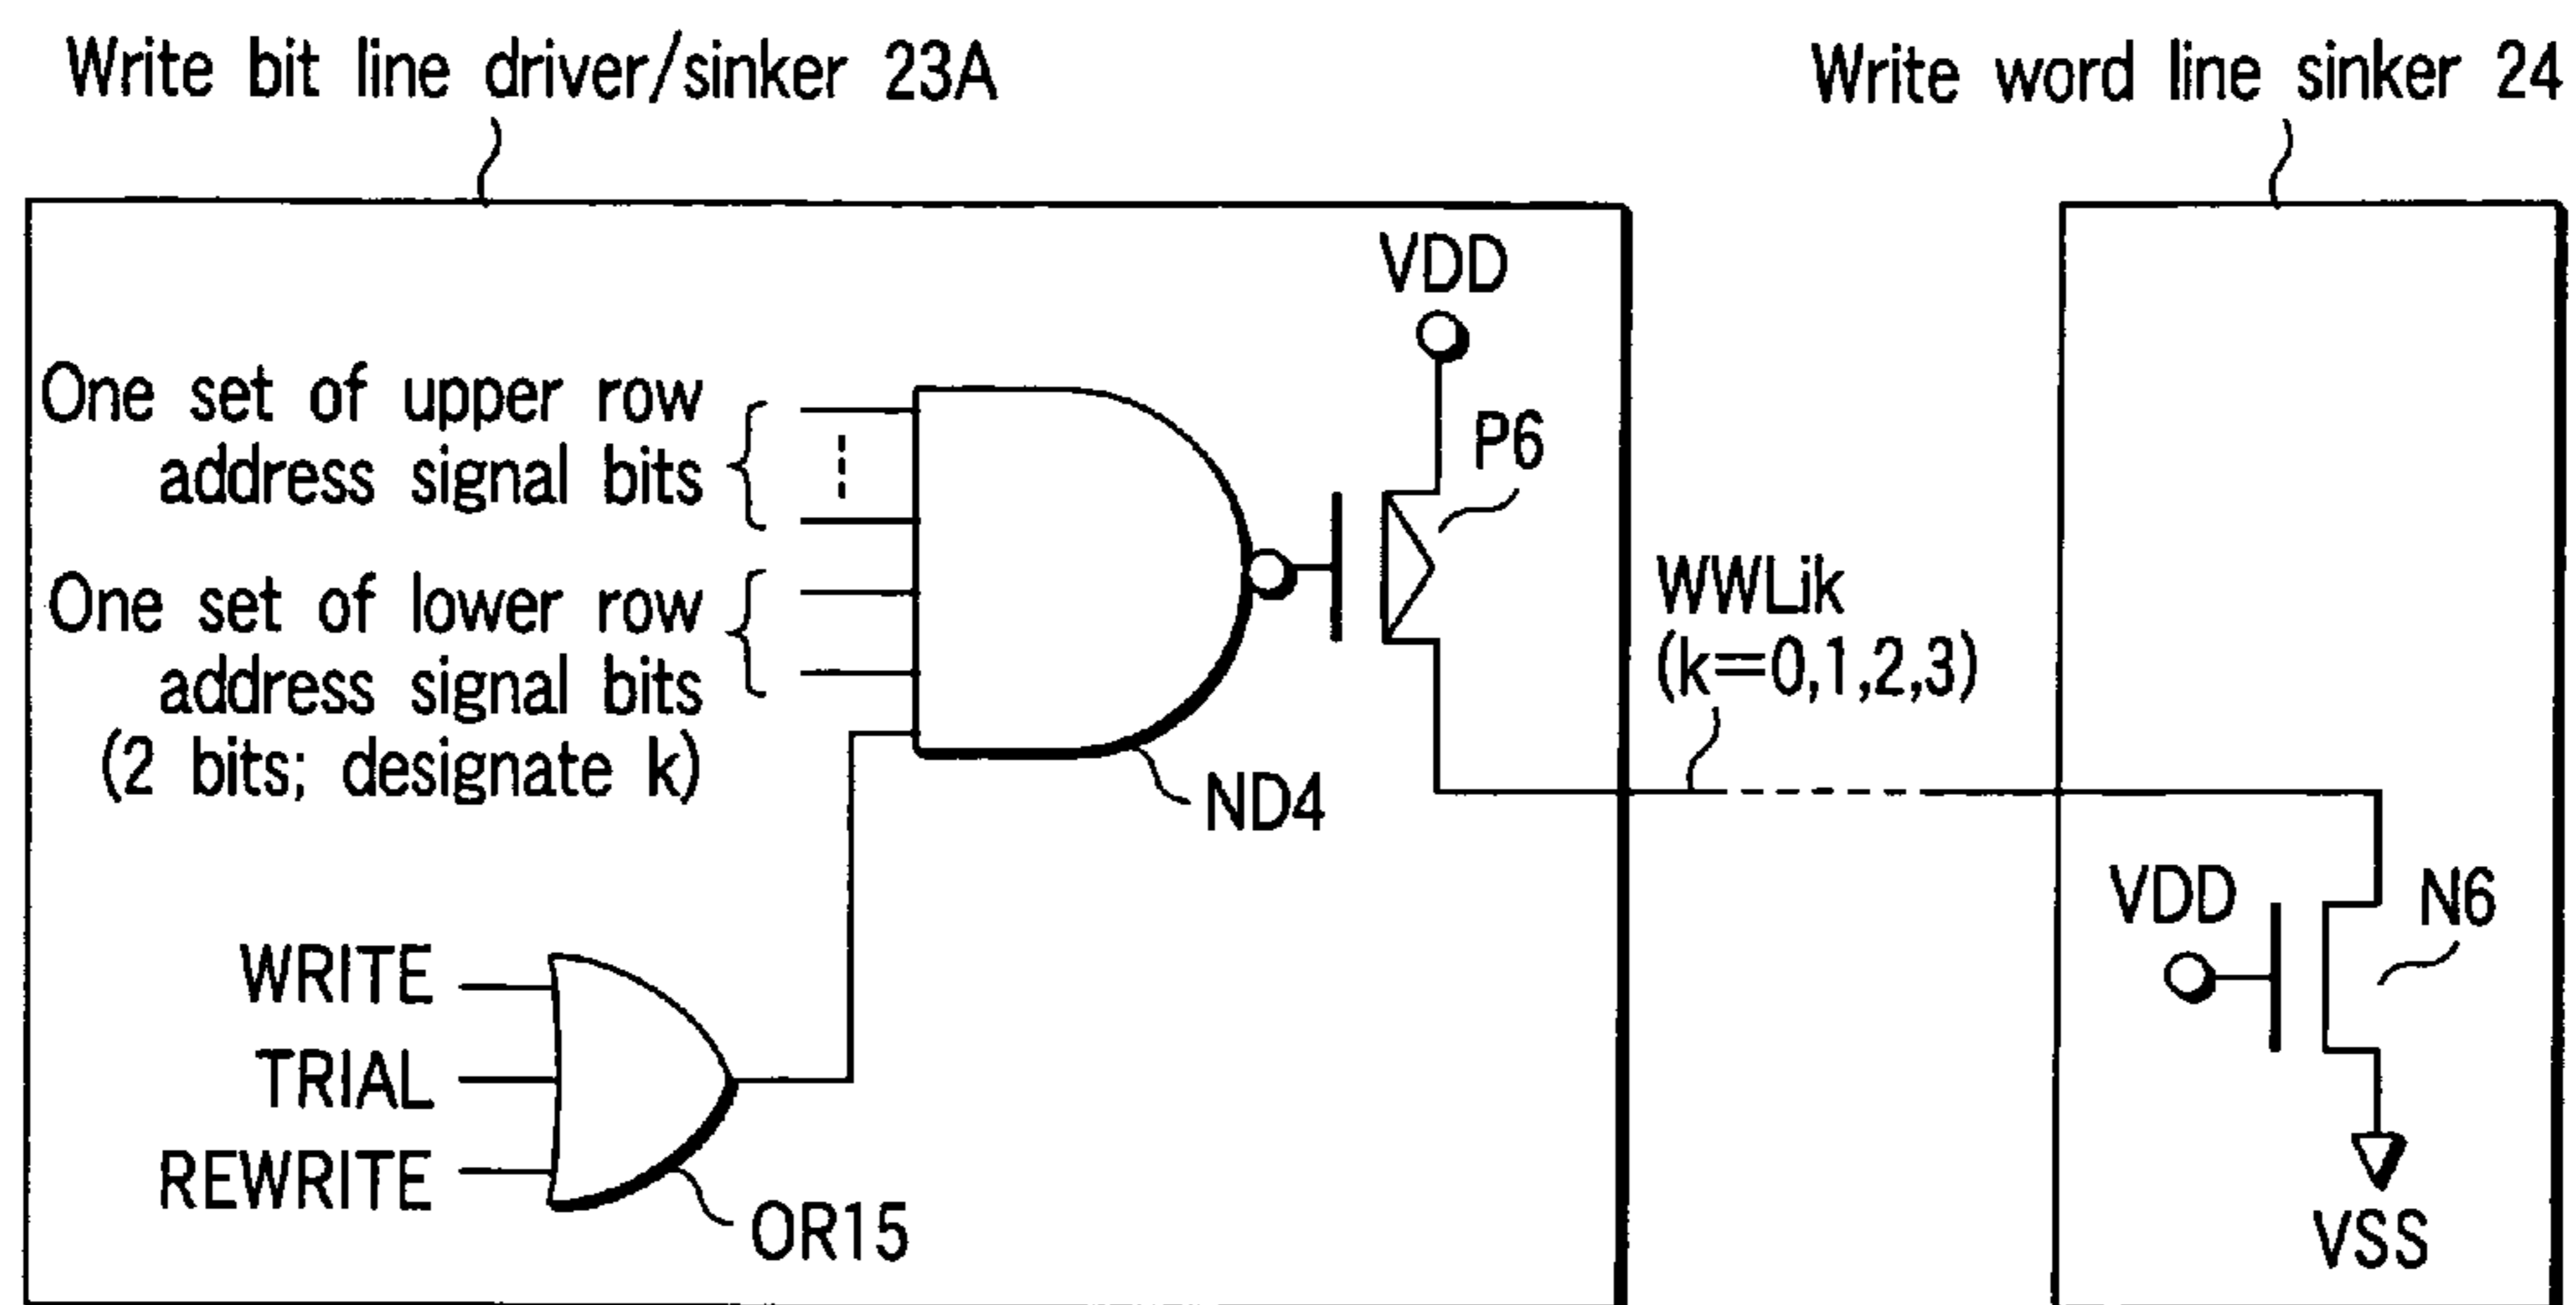 Write bit line driver/sinker 23A
Write word line sinker 24
VDD
One set of upper row
address signal bits
P6
One set of lower row
address signal bits
(2 bits; designate k)
WWLik
(k=0,1,2,3)
ND4
VDD
N6
WRITE
TRIAL
REWRITE
OR15
VSS